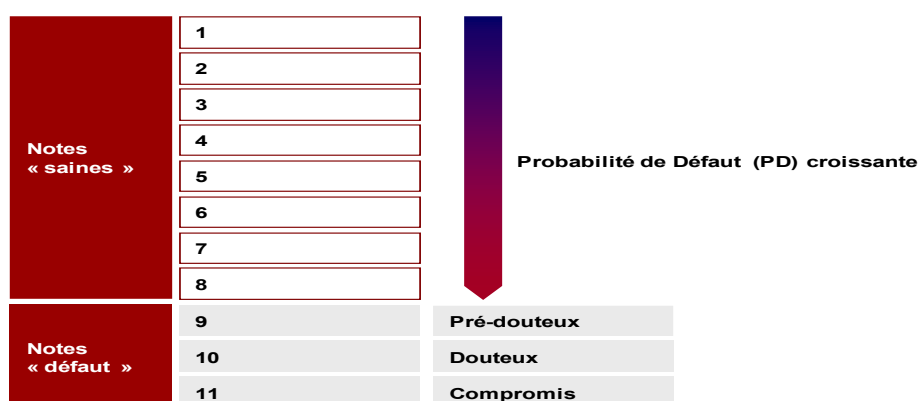 1
2
3
4
Notes
« saines »
5
Probabilité de Défaut (PD) croissante
6
7
8
9
Pré-douteux
Notes
« défaut »
10
Douteux
11
Compromis